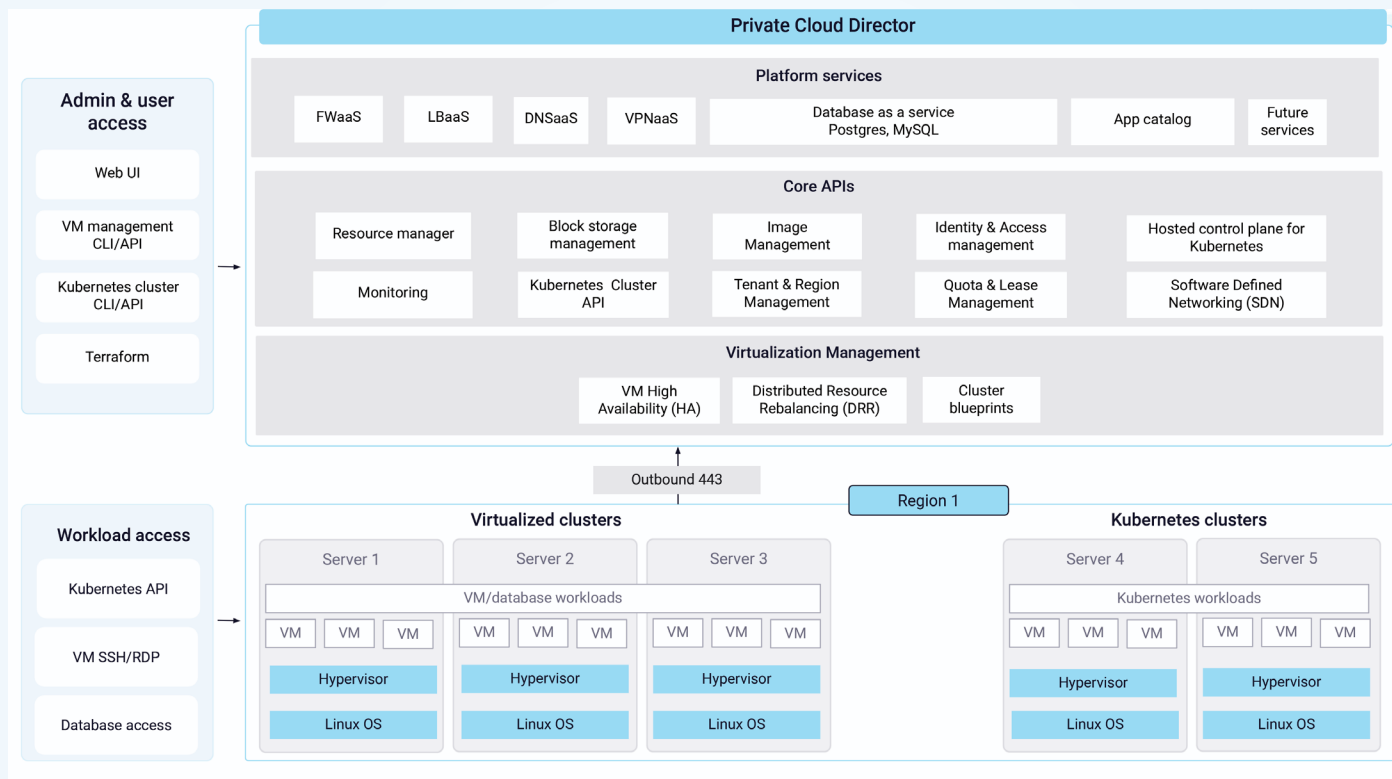 Private Cloud Director
Admin & user
access
Web UI
VM management
CLI/API
Kubernetes cluster
CLI/API
Terraform
Platform services
FWaaS
LBaaS
DNSaaS
VPNaaS
Database as a service
Postgres, MySQL
App catalog
Future
services
Core APIs
Resource manager
Block storage
management
Image
Management
Identity & Access
management
Hosted control plane for
Kubernetes
Monitoring
Kubernetes Cluster
API
Tenant & Region
Management
Quota & Lease
Management
Software Defined
Networking (SDN)
Virtualization Management
VM High
Availability (HA)
Distributed Resource
Rebalancing (DRR)
Cluster
blueprints
Outbound 443
Region 1
Workload access
Kubernetes API
VM SSH/RDP
Database access
Virtualized clusters
Server 1
Server 2
Server 3
VM/database workloads
VM VM VM VM VM VM VM VM VM
Hypervisor Hypervisor Hypervisor
Linux OS Linux OS Linux OS
Kubernetes clusters
Server 4
Server 5
Kubernetes workloads
VM VM VM VM VM VM
Hypervisor Hypervisor
Linux OS Linux OS